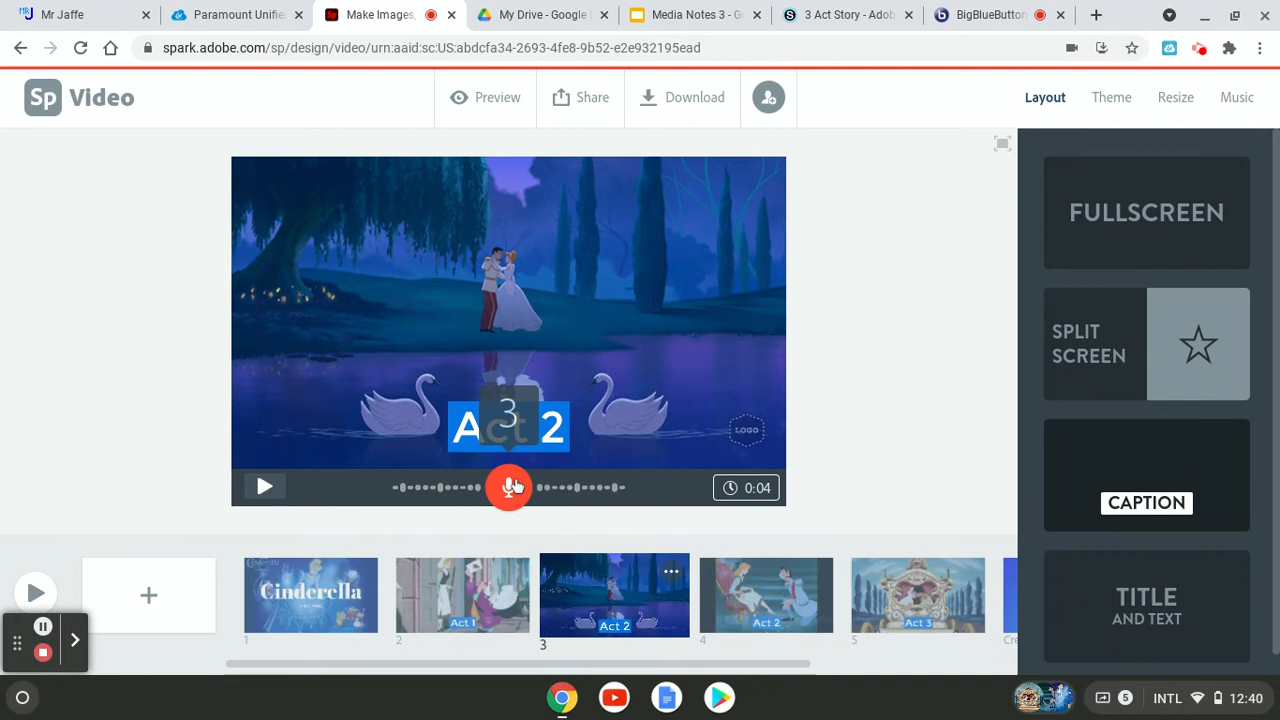 Mr Jaffe
Paramount Unifie
Make Images,
My Drive - Google
Media Notes 3 - G
3 Act Story - Adob
BigBlueButton
spark.adobe.com/sp/design/video/urn:aaid:sc:US:abdcfa34-2693-4fe8-9b52-e2e932195ead
Sp Video
Preview
Share
Download
Layout
Theme
Resize
Music
FULLSCREEN
SPLIT
SCREEN
CAPTION
TITLE
AND TEXT
3
Act 2
LOGO
0:04
Cinderella
Act 1
Act 2
Act 2
Act 3
1
2
3
4
5
Cre
5
INTL
12:40